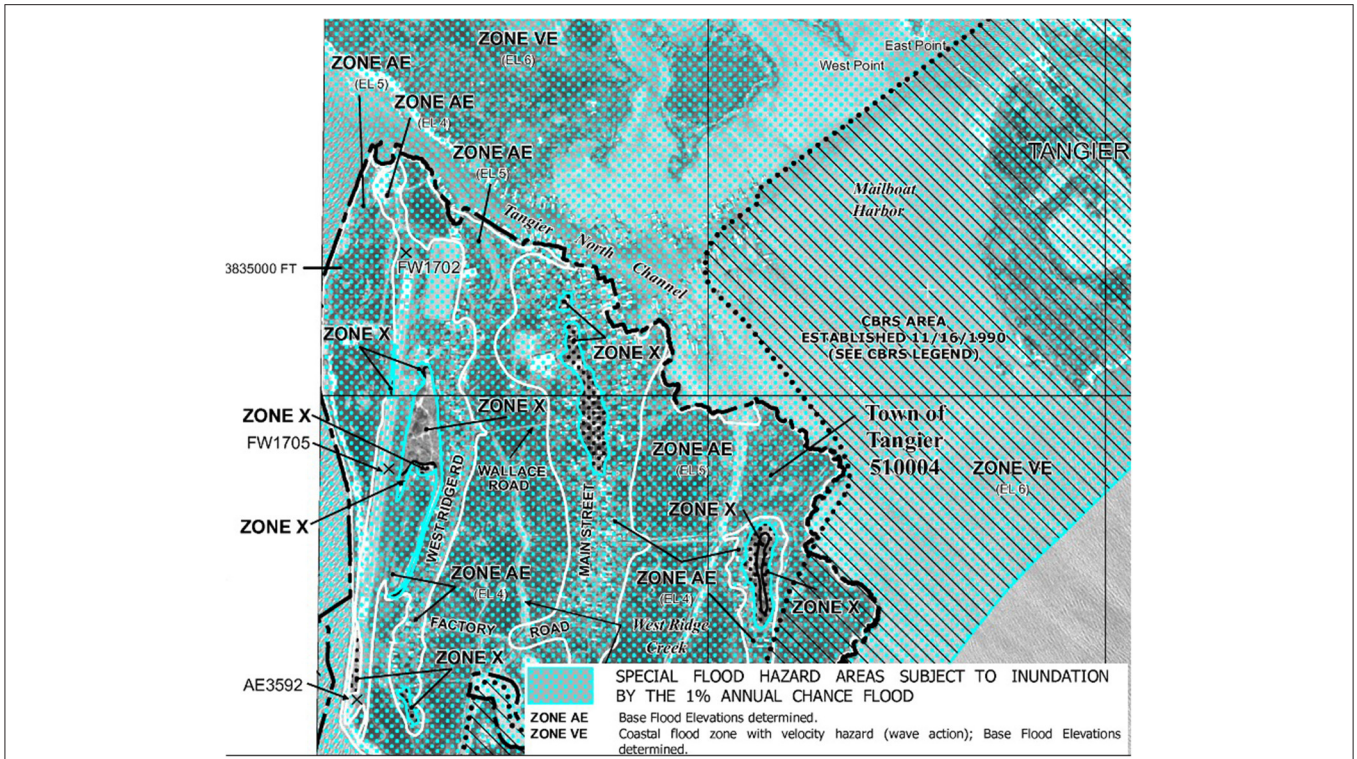 ZONE VE
(EL 6)
East Point
West Point
ZONE AE
(EL 5)
ZONE AE
(EL 4)
ZONE AE
(EL 5)
TANGIER
Mailboat
Harbor
Tangier North Channel
FW1702
3835000 FT
CBRS AREA
ESTABLISHED 11/16/1990
(SEE CBRS LEGEND)
ZONE X
ZONE X
ZONE X
ZONE X
FW1705
Town of
Tangier
510004
ZONE AE
(EL 5)
ZONE VE
(EL 6)
WALLACE
ROAD
WEST RIDGE RD
MAIN STREET
ZONE X
ZONE X
ZONE AE
(EL 4)
ZONE AE
(EL 4)
ZONE X
FACTORY ROAD
West Ridge
Creek
ZONE X
AE3592
SPECIAL FLOOD HAZARD AREAS SUBJECT TO INUNDATION
BY THE 1% ANNUAL CHANCE FLOOD
ZONE AE Base Flood Elevations determined.
ZONE VE Coastal flood zone with velocity hazard (wave action); Base Flood Elevations
determined.